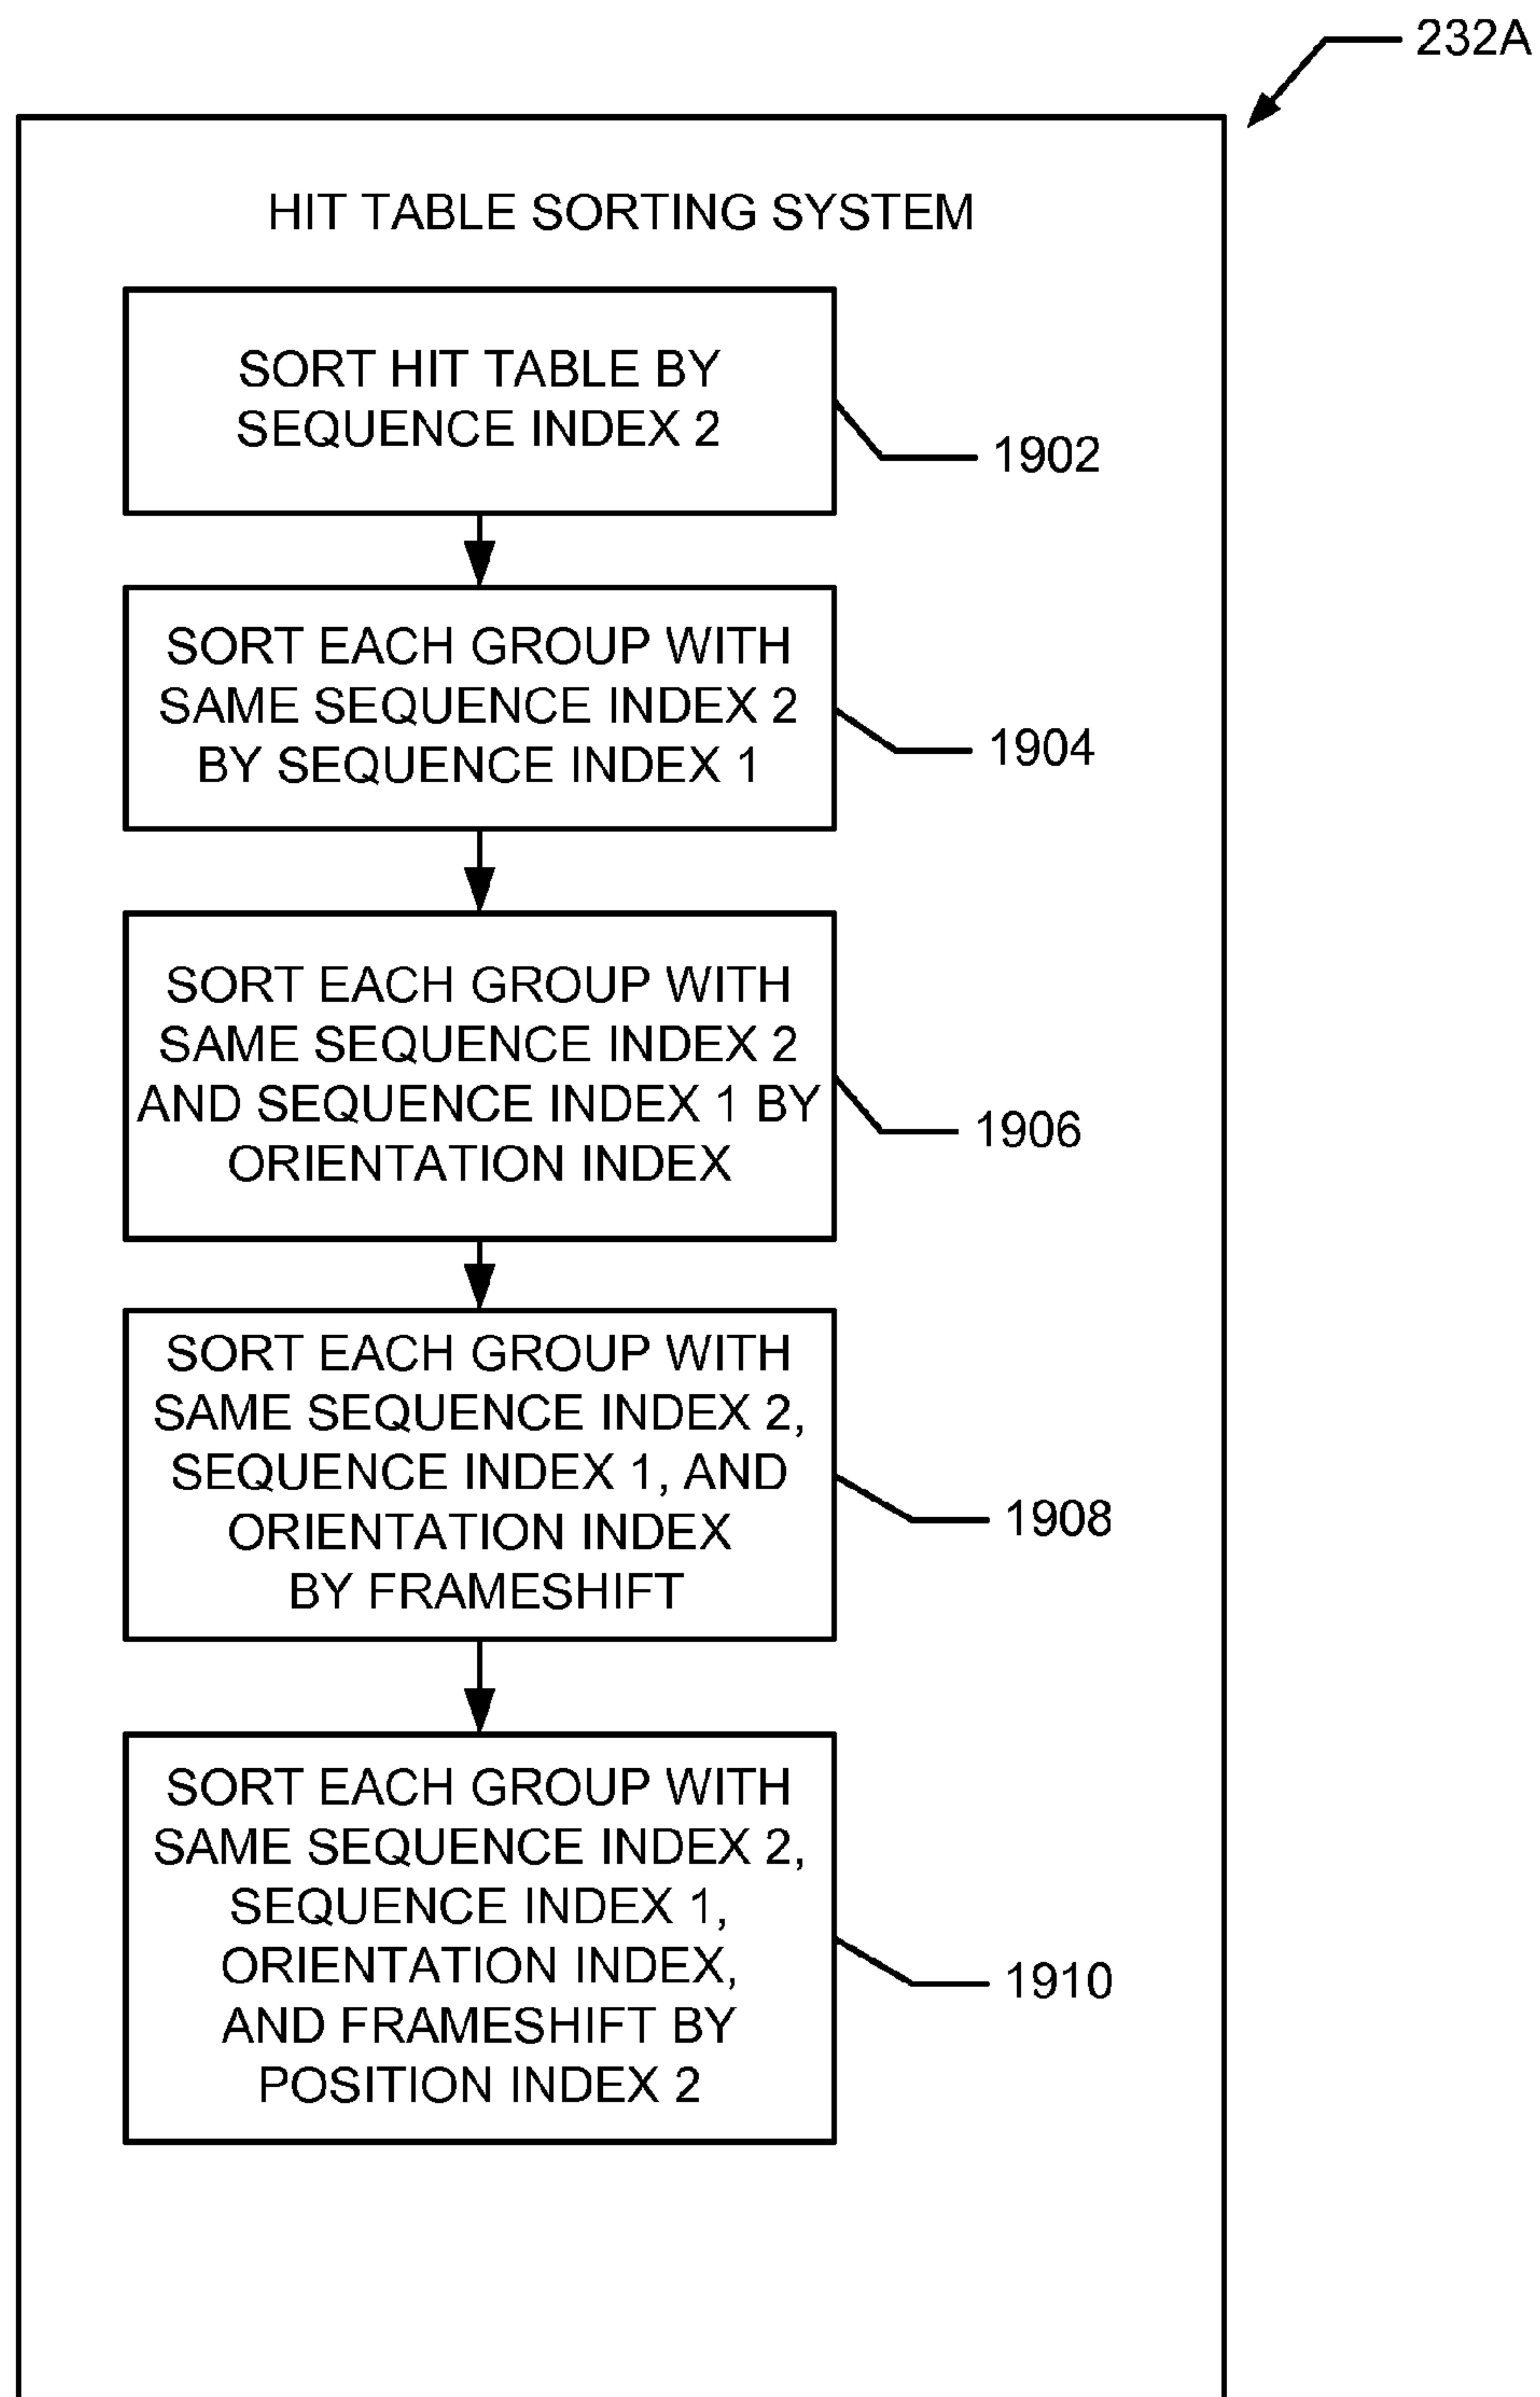 232A
HIT TABLE SORTING SYSTEM
SORT HIT TABLE BY
SEQUENCE INDEX 2
1902
SORT EACH GROUP WITH
SAME SEQUENCE INDEX 2
BY SEQUENCE INDEX 1
1904
SORT EACH GROUP WITH
SAME SEQUENCE INDEX 2
AND SEQUENCE INDEX 1 BY
ORIENTATION INDEX
1906
SORT EACH GROUP WITH
SAME SEQUENCE INDEX 2,
SEQUENCE INDEX 1, AND
ORIENTATION INDEX
BY FRAMESHIFT
1908
SORT EACH GROUP WITH
SAME SEQUENCE INDEX 2,
SEQUENCE INDEX 1,
ORIENTATION INDEX,
AND FRAMESHIFT BY
POSITION INDEX 2
1910